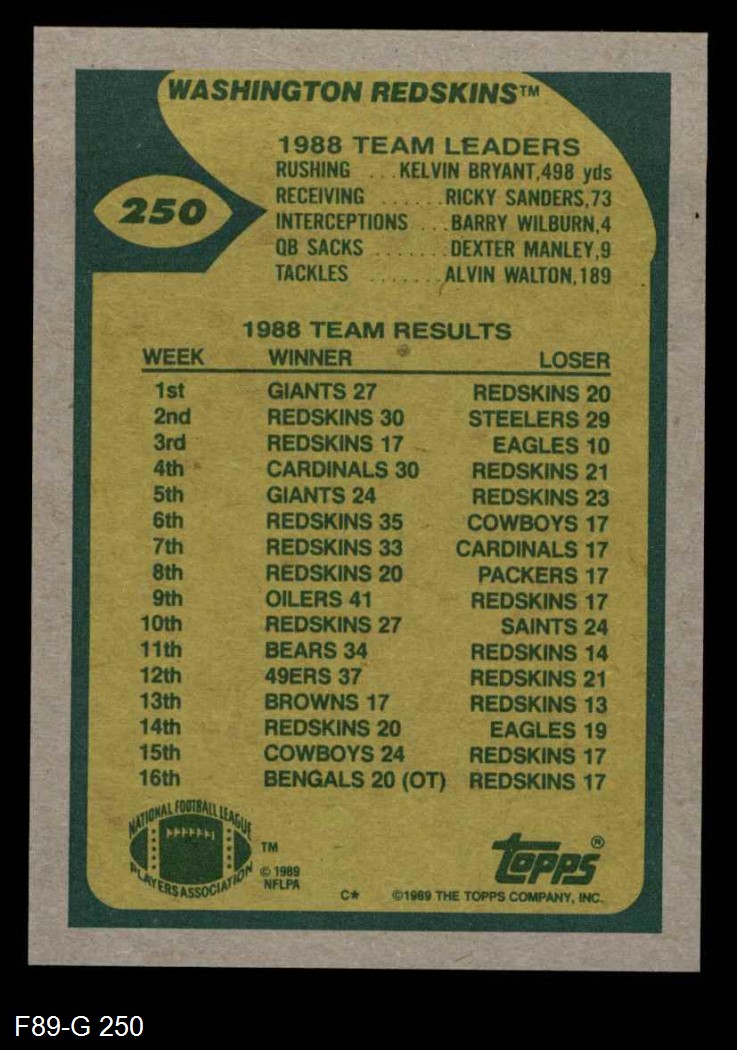 WASHINGTON REDSKINS™
1988 TEAM LEADERS
RUSHING ...KELVIN BRYANT,498 yds
250
RECEIVING ......RICKY SANDERS,73
INTERCEPTIONS ...BARRY WILBURN,4
QB SACKS .......DEXTER MANLEY,9
TACKLES .......ALVIN WALTON,189
1988 TEAM RESULTS
WEEK WINNER LOSER
1st GIANTS 27 REDSKINS 20
2nd REDSKINS 30 STEELERS 29
3rd REDSKINS 17 EAGLES 10
4th CARDINALS 30 REDSKINS 21
5th GIANTS 24 REDSKINS 23
6th REDSKINS 35 COWBOYS 17
7th REDSKINS 33 CARDINALS 17
8th REDSKINS 20 PACKERS 17
9th OILERS 41 REDSKINS 17
10th REDSKINS 27 SAINTS 24
11th BEARS 34 REDSKINS 14
12th 49ERS 37 REDSKINS 21
13th BROWNS 17 REDSKINS 13
14th REDSKINS 20 EAGLES 19
15th COWBOYS 24 REDSKINS 17
16th BENGALS 20 (OT) REDSKINS 17
NATIONAL FOOTBALL LEAGUE
PLAYERS ASSOCIATION
TM
© 1989
NFLPA
topps®
C* ©1989 THE TOPPS COMPANY, INC.
F89-G 250